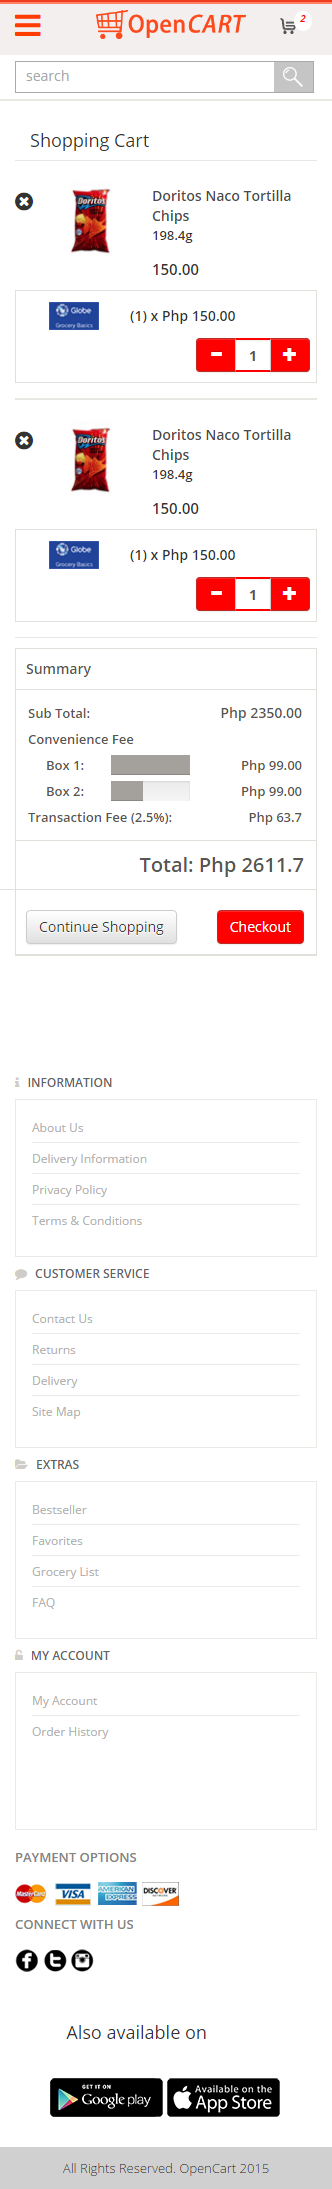 OpenCART
2
search
Shopping Cart
Doritos Naco Tortilla
Chips
198.4g
150.00
Doritos
Globe
Grocery Basics
(1) x Php 150.00
1
Doritos Naco Tortilla
Chips
198.4g
150.00
Doritos
Globe
Grocery Basics
(1) x Php 150.00
1
Summary
Sub Total: Php 2350.00
Convenience Fee
Box 1: Php 99.00
Box 2: Php 99.00
Transaction Fee (2.5%): Php 63.7
Total: Php 2611.7
Continue Shopping Checkout
INFORMATION
About Us
Delivery Information
Privacy Policy
Terms & Conditions
CUSTOMER SERVICE
Contact Us
Returns
Delivery
Site Map
EXTRAS
Bestseller
Favorites
Grocery List
FAQ
MY ACCOUNT
My Account
Order History
PAYMENT OPTIONS
MasterCard VISA AMERICAN EXPRESS DISCOVER
CONNECT WITH US
Also available on
GET IT ON
Google play
Available on the
App Store
All Rights Reserved. OpenCart 2015